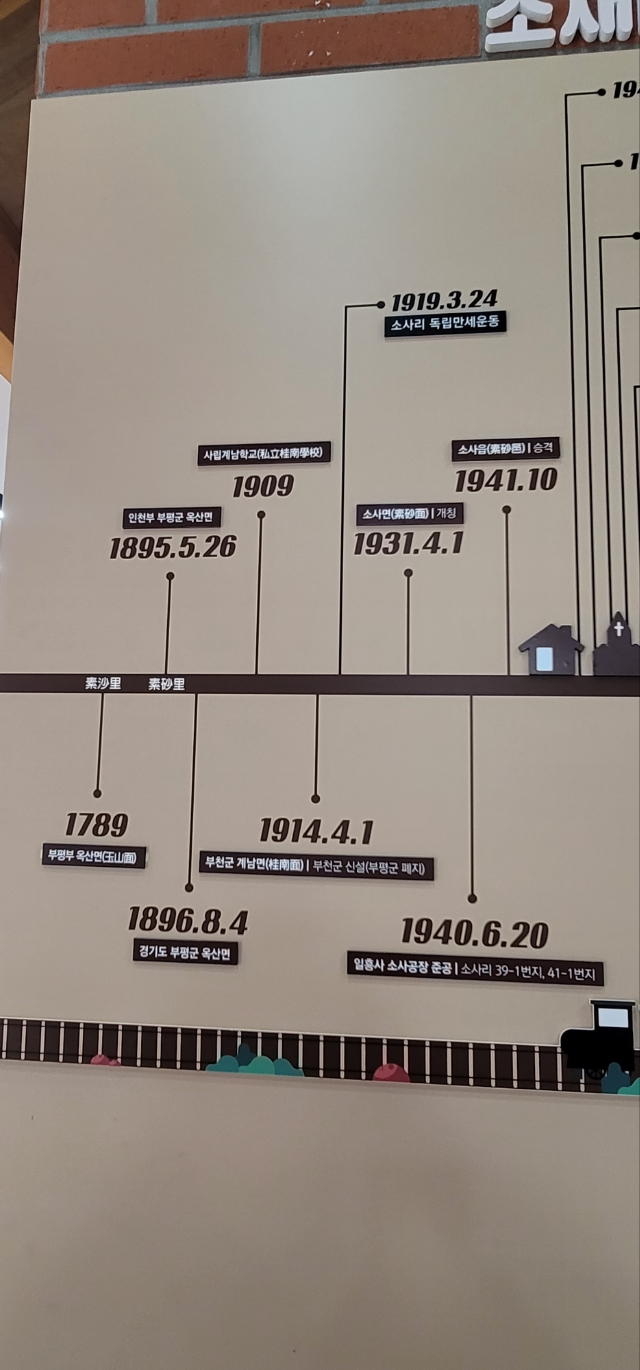 소새
194
1
1919.3.24
소사리 독립만세운동
사립계남학교(私立桂南學校)
1909
소사읍(素砂邑) | 승격
1941.10
인천부 부평군 옥산면
1895.5.26
소사면(素砂面) | 개칭
1931.4.1
素沙里 素砂里
1789
부평부 옥산면(玉山面)
1914.4.1
부천군 계남면(桂南面) | 부천군 신설(부평군 폐지)
1896.8.4
경기도 부평군 옥산면
1940.6.20
일흥사 소사공장 준공 | 소사리 39-1번지, 41-1번지